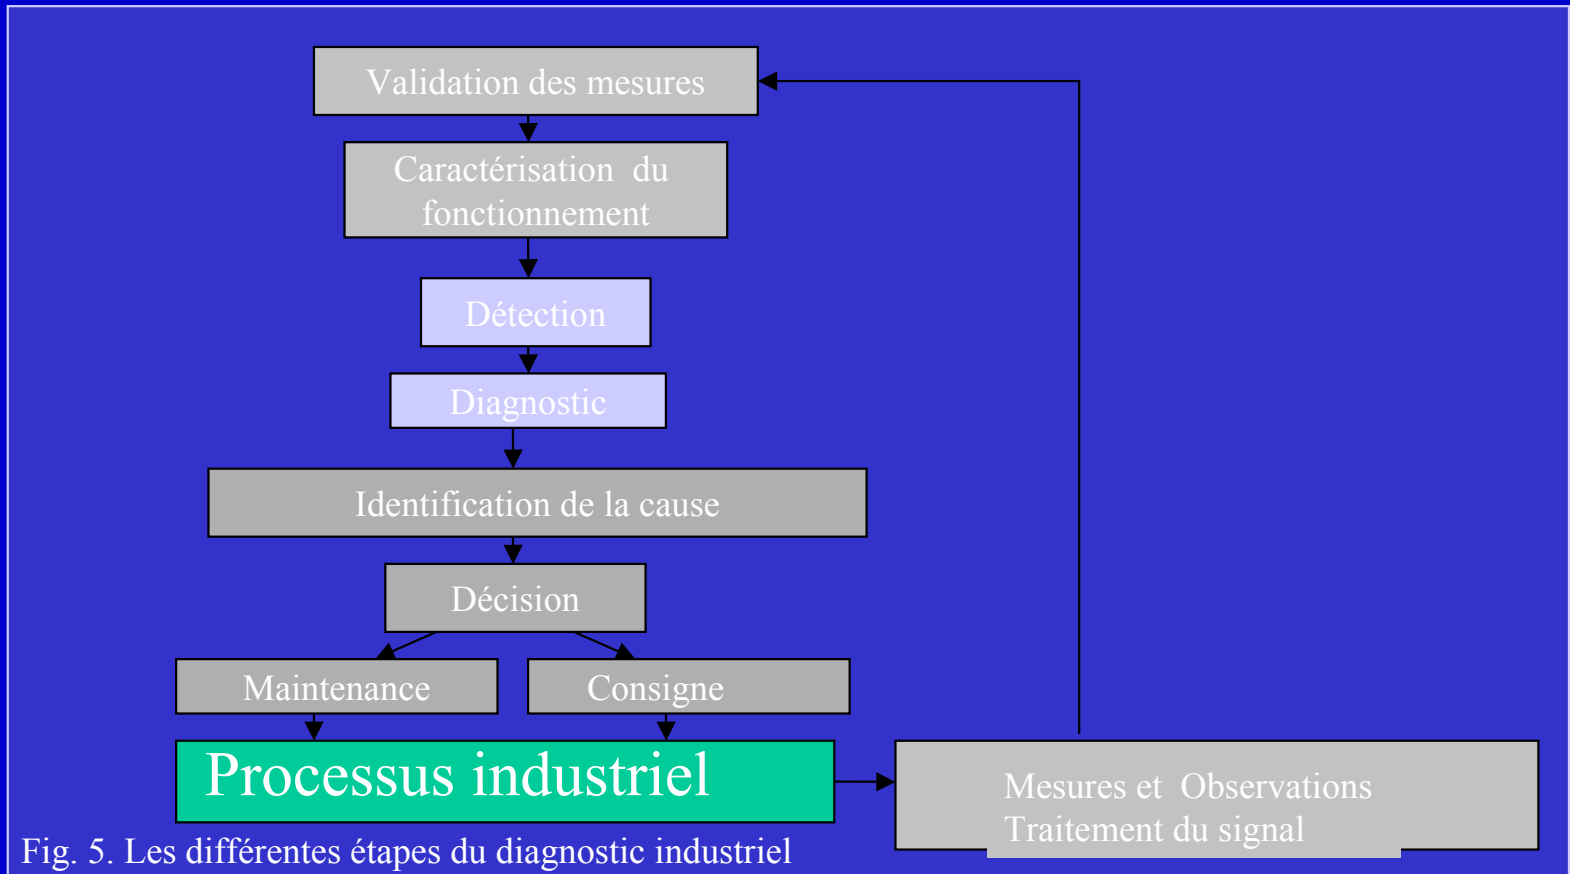 Validation des mesures
Caractérisation du
fonctionnement
Détection
Diagnostic
Identification de la cause
Décision
Maintenance
Consigne
Processus industriel
Mesures et Observations
Traitement du signal
Fig. 5. Les différentes étapes du diagnostic industriel